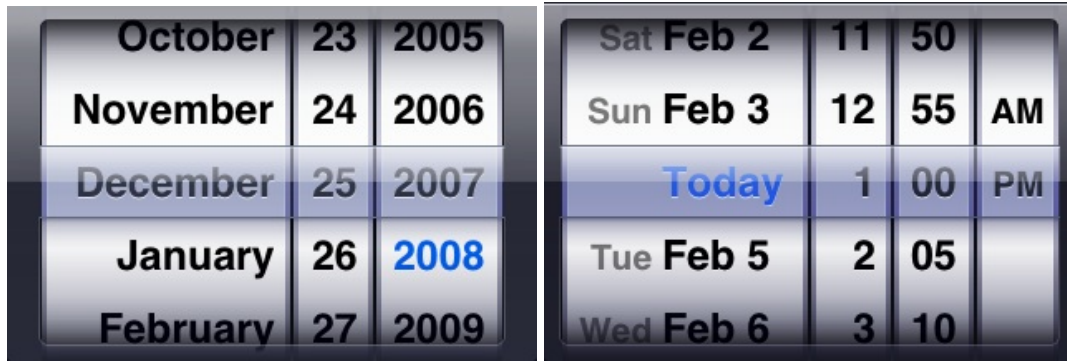 October 23 2005
November 24 2006
December 25 2007
January 26 2008
February 27 2009
Sat Feb 2 11 50
Sun Feb 3 12 55 AM
Today 1 00 PM
Tue Feb 5 2 05
Wed Feb 6 3 10